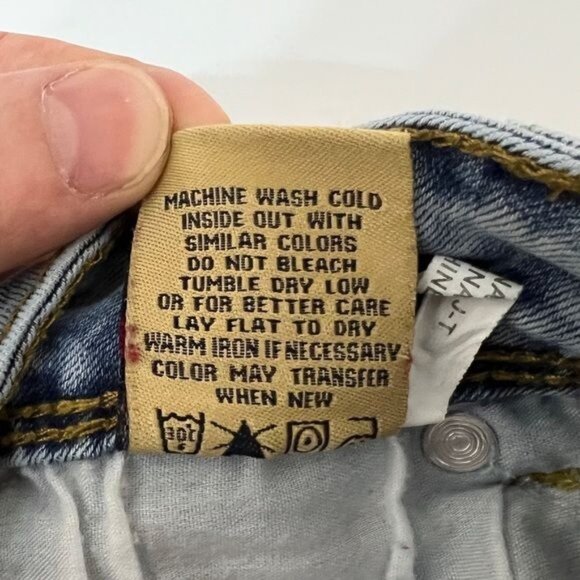 MACHINE WASH COLD
INSIDE OUT WITH
SIMILAR COLORS
DO NOT BLEACH
TUMBLE DRY LOW
OR FOR BETTER CARE
LAY FLAT TO DRY
WARM IRON IF NECESSARY
COLOR MAY TRANSFER
WHEN NEW
30°